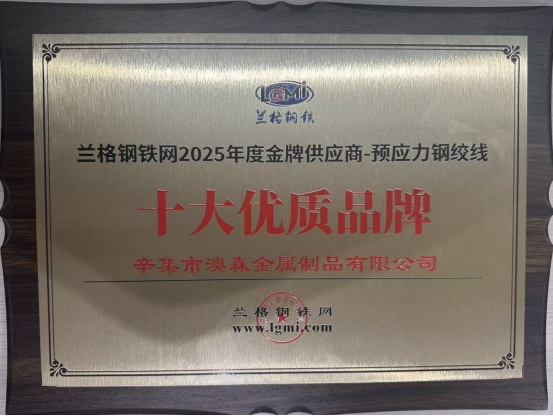 LGMi
兰格钢铁
兰格钢铁网2025年度金牌供应商-预应力钢绞线
十大优质品牌
辛集市澳森金属制品有限公司
兰格钢铁网
www.lgmi.com